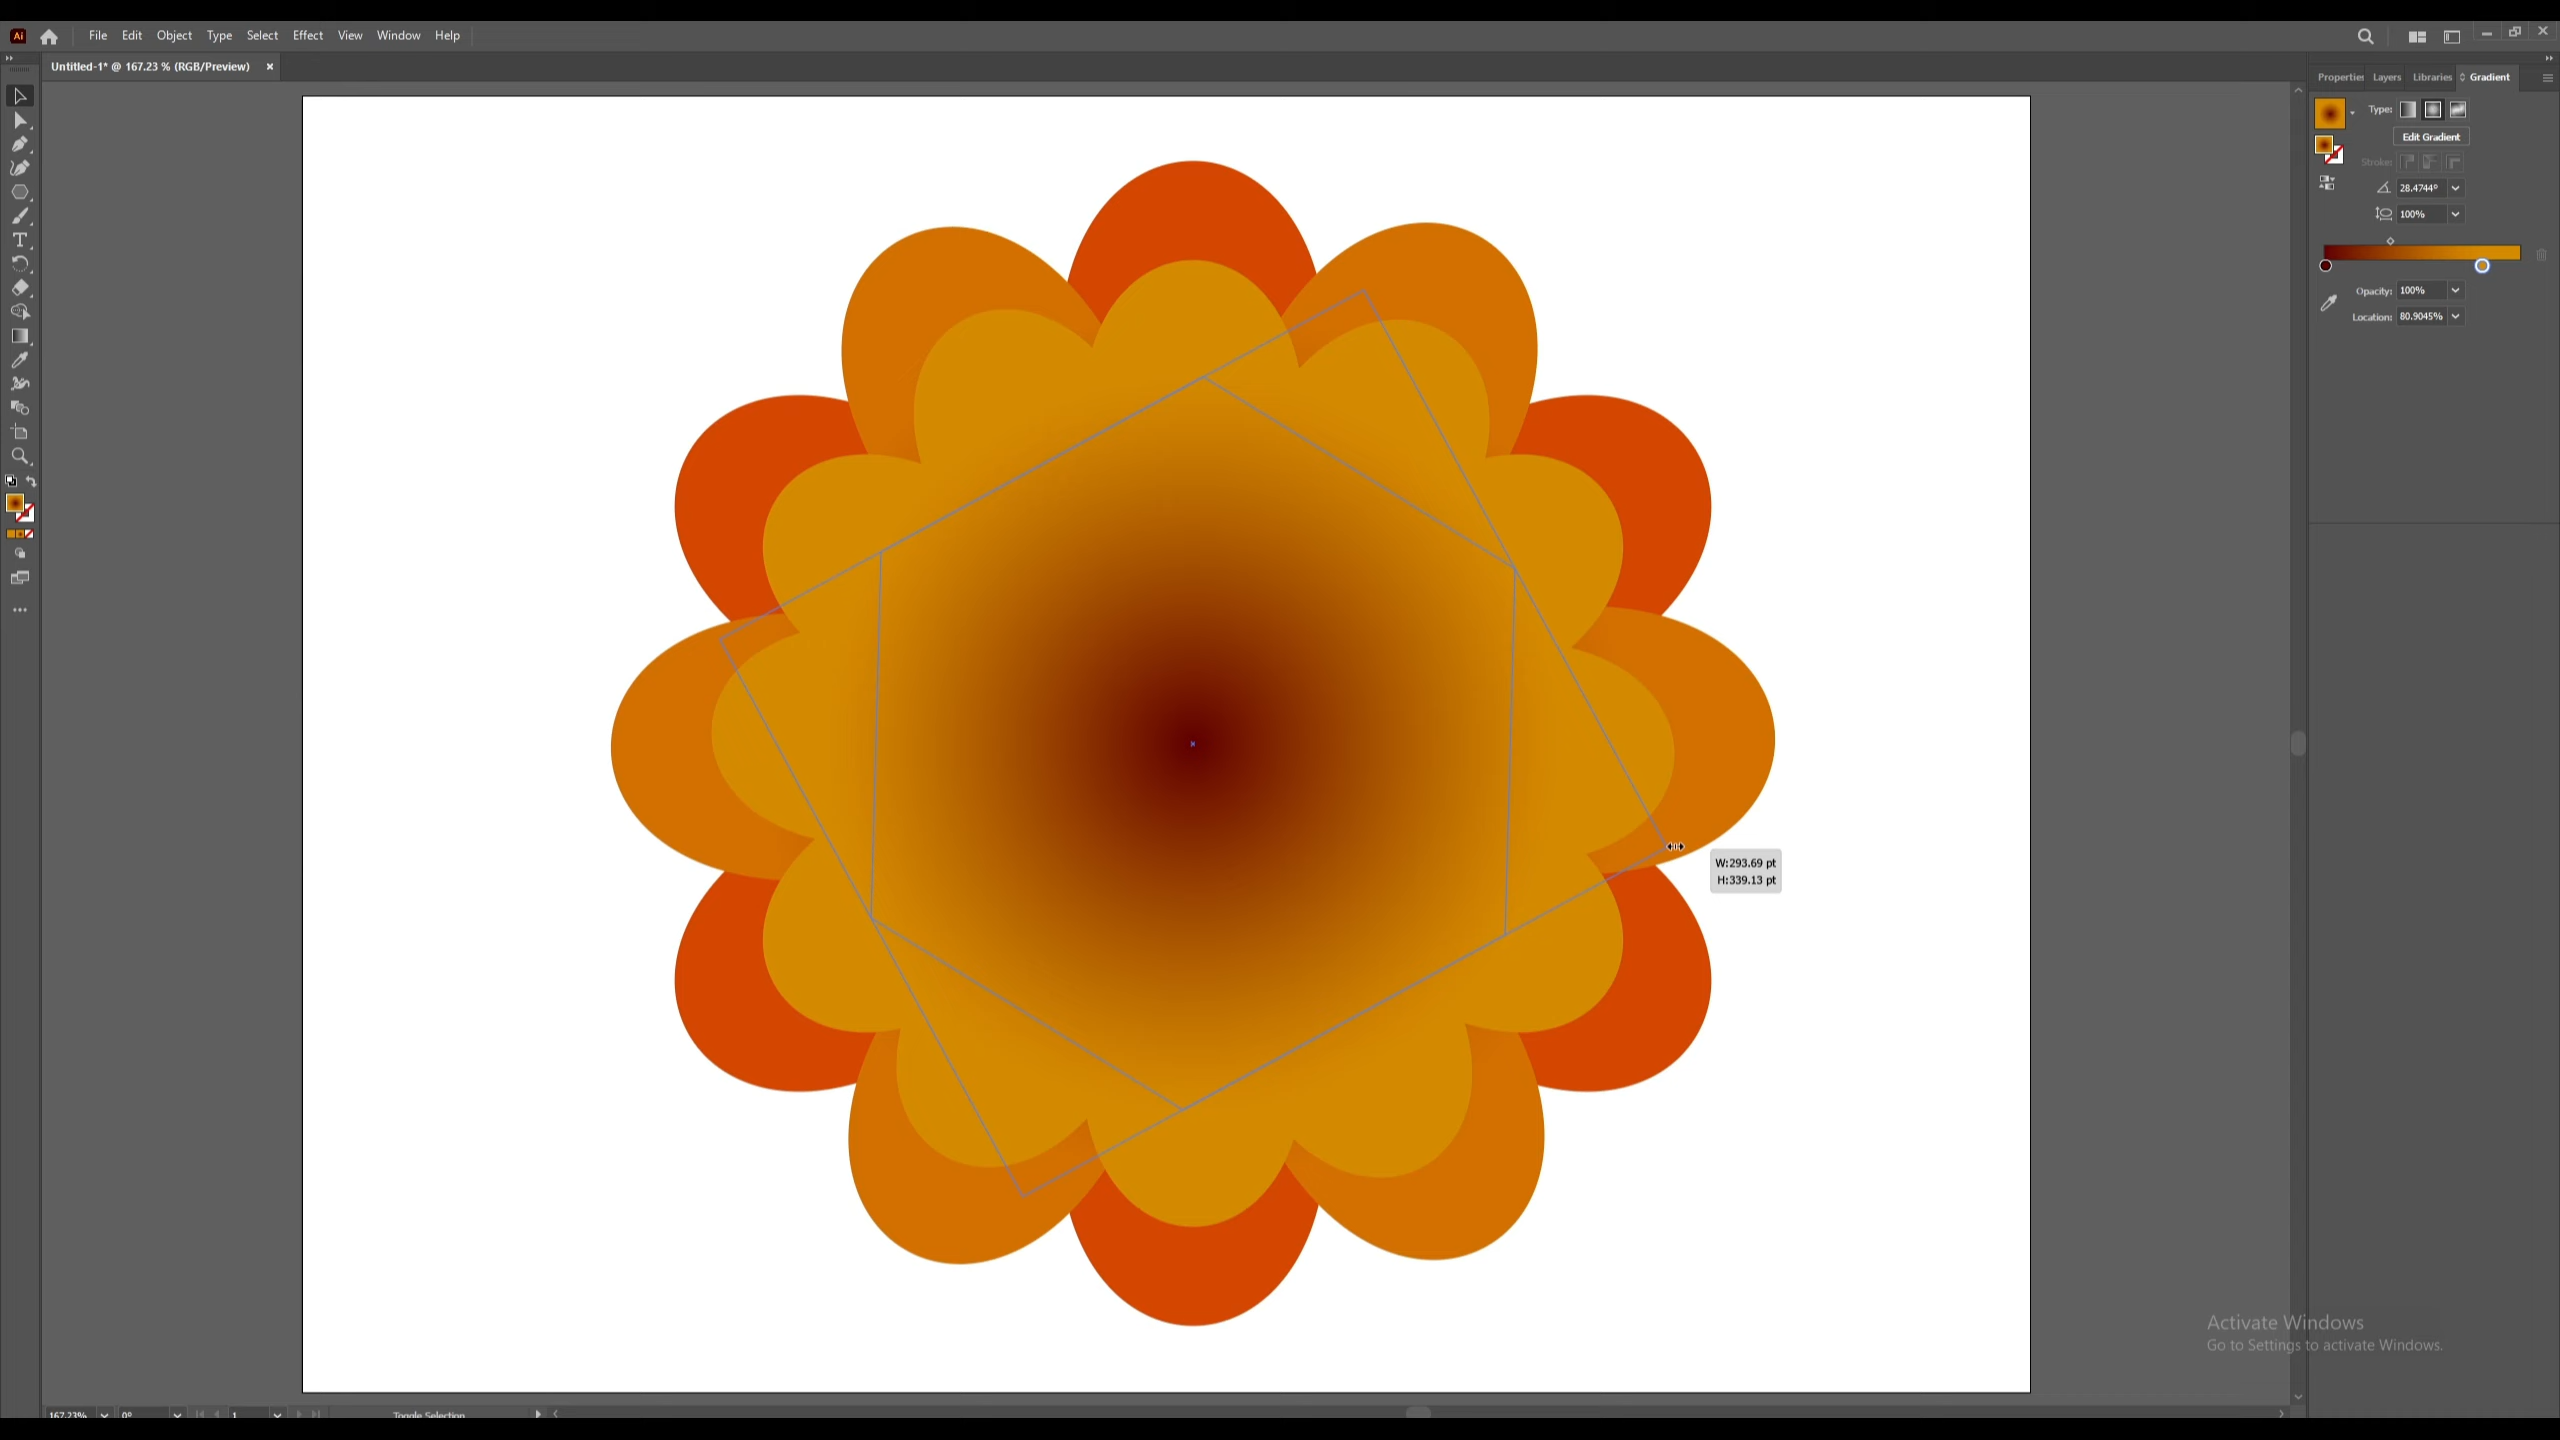 Ai File Edit Object Type Select Effect View Window Help
Untitled-1* @ 167.23 % (RGB/Preview) ×
Properties Layers Libraries Gradient
Type:
Edit Gradient
Stroke:
28.4744°
100%
Opacity: 100%
Location: 80.9045%
W:293.69 pt
H:339.13 pt
Activate Windows
Go to Settings to activate Windows.
167.23% 0° 1 Toggle Selection